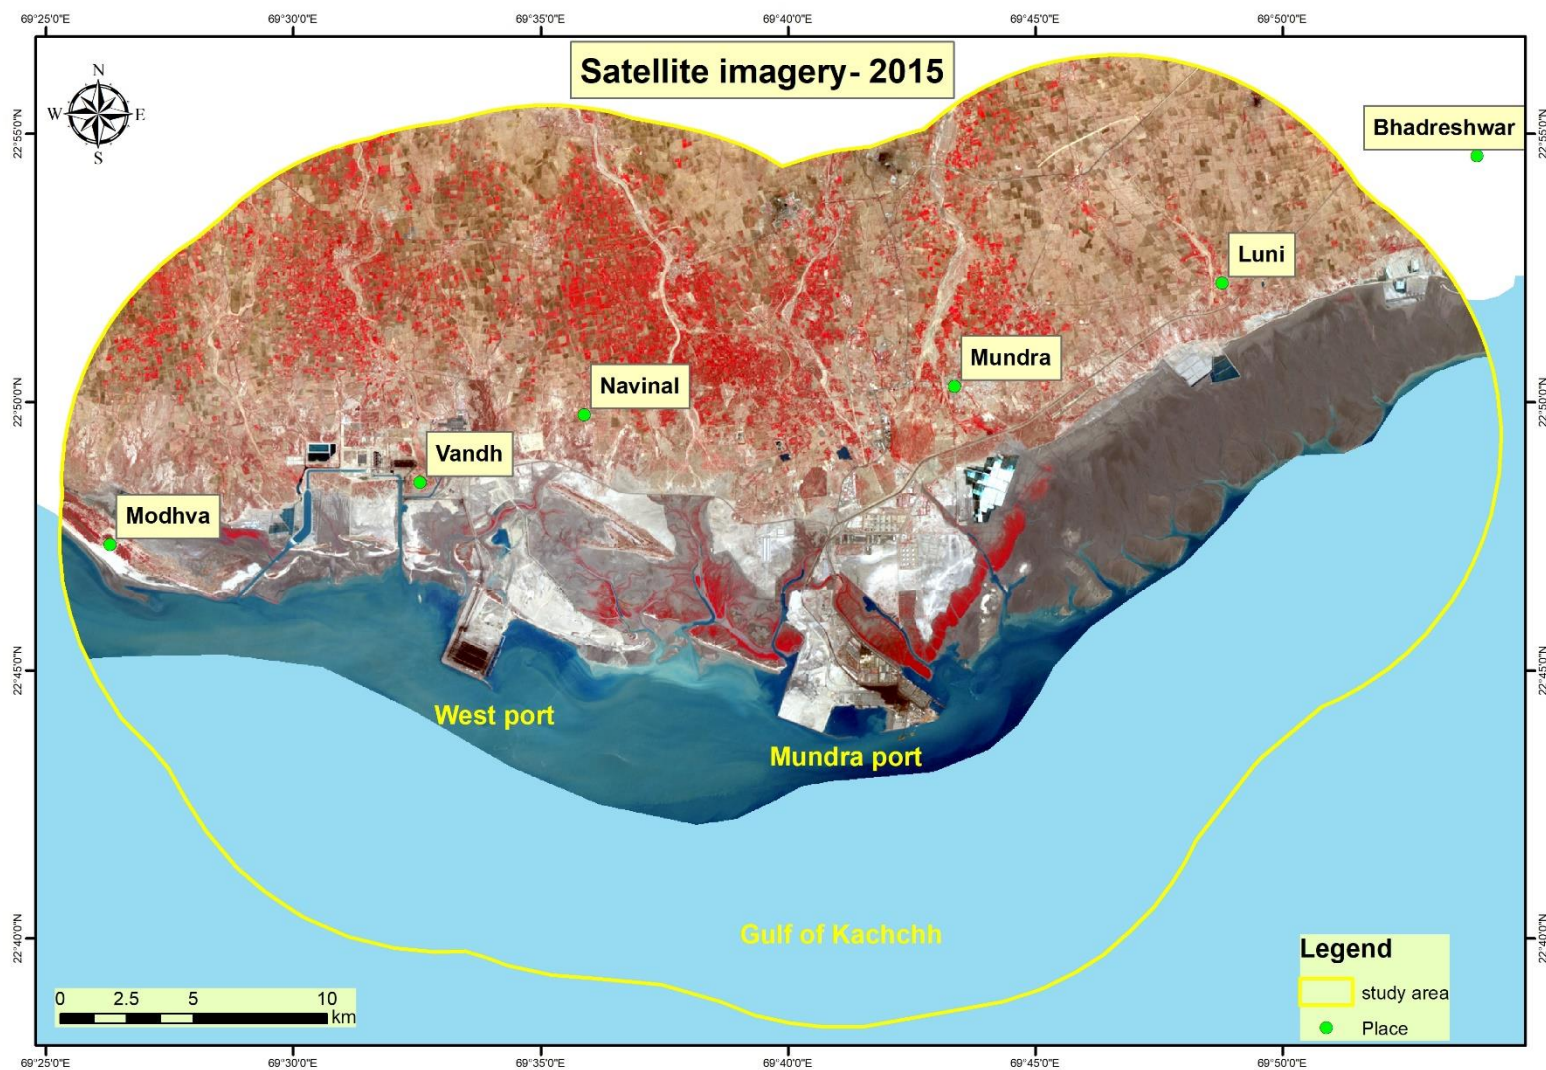 69°25'0"E 69°30'0"E 69°35'0"E 69°40'0"E 69°45'0"E 69°50'0"E
Satellite imagery- 2015
N
W E
S
22°55'0"N 22°55'0"N
Bhadreshwar
Luni
Mundra
Navinal
22°50'0"N 22°50'0"N
Vandh
Modhva
22°45'0"N 22°45'0"N
West port
Mundra port
Gulf of Kachchh
22°40'0"N 22°40'0"N
Legend
study area
Place
0 2.5 5 10
km
69°25'0"E 69°30'0"E 69°35'0"E 69°40'0"E 69°45'0"E 69°50'0"E